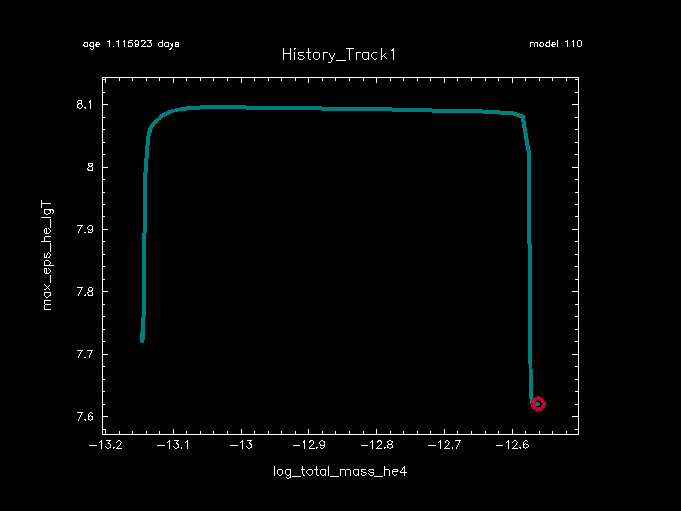 age 1.115923 days
model 110
History_Track1
8.1
8
7.9
7.8
7.7
7.6
max_eps_he_lgT
−13.2 −13.1 −13 −12.9 −12.8 −12.7 −12.6
log_total_mass_he4